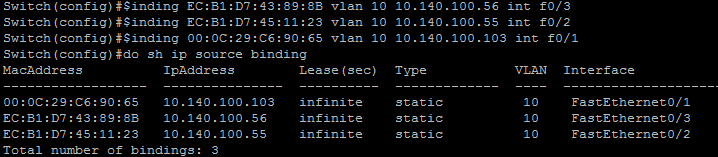 Switch(config)#$inding EC:B1:D7:43:89:8B vlan 10 10.140.100.56 int f0/3
Switch(config)#$inding EC:B1:D7:45:11:23 vlan 10 10.140.100.55 int f0/2
Switch(config)#$inding 00:0C:29:C6:90:65 vlan 10 10.140.100.103 int f0/1
Switch(config)#do sh ip source binding
MacAddress          IpAddress        Lease(sec)  Type           VLAN  Interface
------------------  ---------------  ----------  -------------  ----  --------------------
00:0C:29:C6:90:65   10.140.100.103   infinite    static         10    FastEthernet0/1
EC:B1:D7:43:89:8B   10.140.100.56    infinite    static         10    FastEthernet0/3
EC:B1:D7:45:11:23   10.140.100.55    infinite    static         10    FastEthernet0/2
Total number of bindings: 3